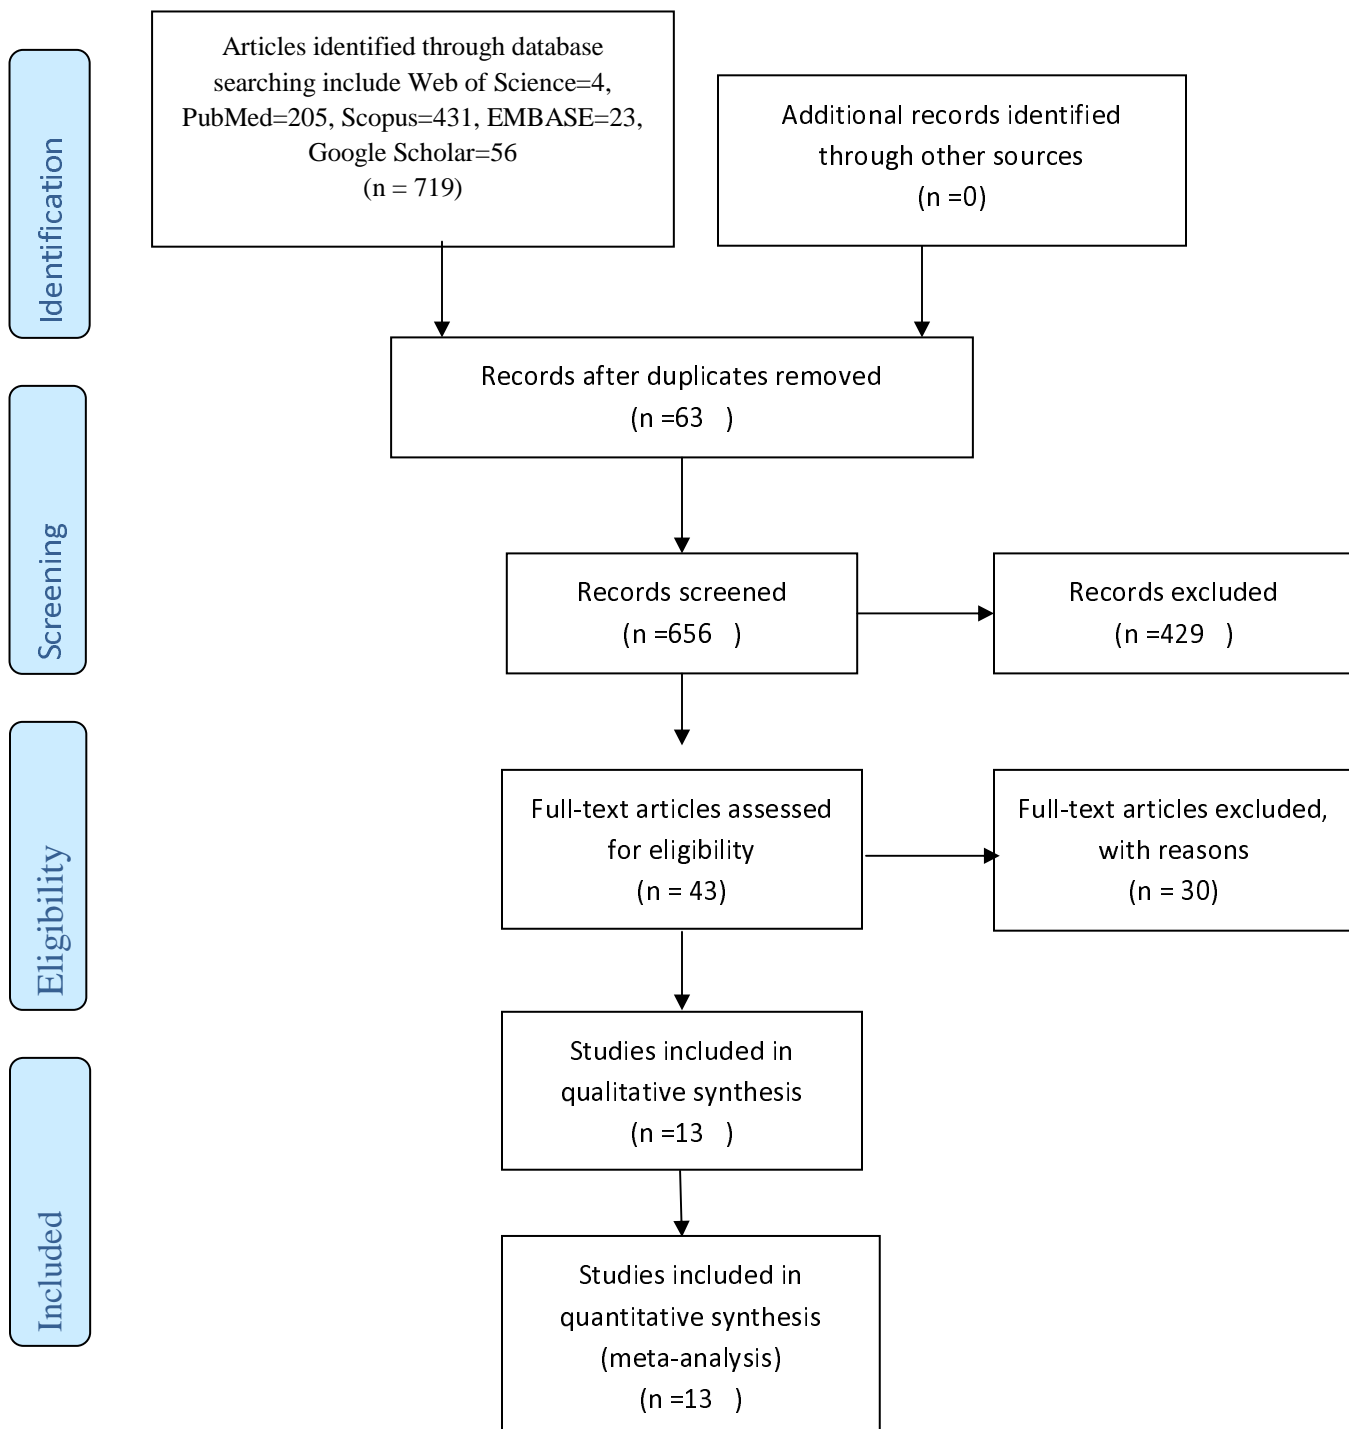 Identification
Articles identified through database
searching include Web of Science=4,
PubMed=205, Scopus=431, EMBASE=23,
Google Scholar=56
(n = 719)
Additional records identified
through other sources
(n =0)
Records after duplicates removed
(n =63   )
Screening
Records screened
(n =656   )
Records excluded
(n =429   )
Eligibility
Full-text articles assessed
for eligibility
(n = 43)
Full-text articles excluded,
with reasons
(n = 30)
Included
Studies included in
qualitative synthesis
(n =13   )
Studies included in
quantitative synthesis
(meta-analysis)
(n =13   )